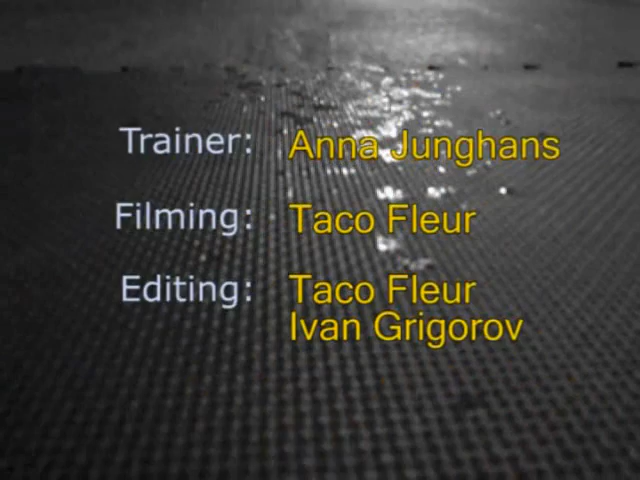 Trainer: Anna Junghans
Filming: Taco Fleur
Editing: Taco Fleur
Ivan Grigorov